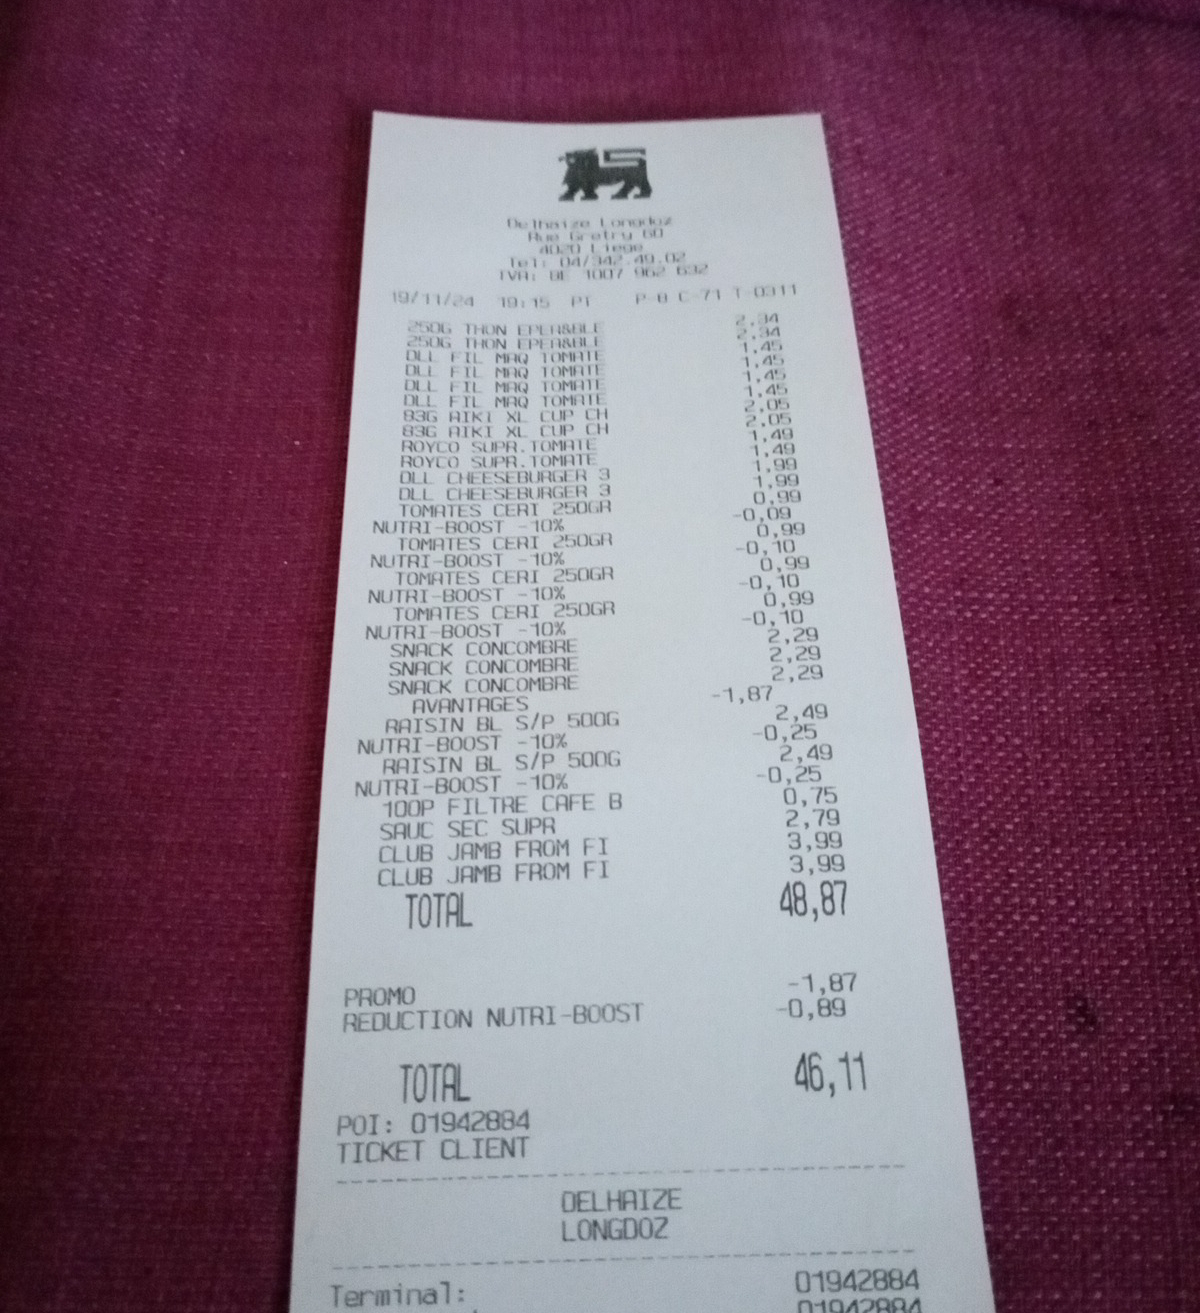 Delhaize Longdoz
Rue Gretry 60
4020 Liege
Tel: 04/342.49.02
TVA: BE 1007 962 632
19/11/24 19:15 PT P-B C-71 T-0311
250G THON EPER&BLE 2,34
250G THON EPER&BLE 2,34
DLL FIL MAQ TOMATE 1,45
DLL FIL MAQ TOMATE 1,45
DLL FIL MAQ TOMATE 1,45
DLL FIL MAQ TOMATE 1,45
83G AIKI XL CUP CH 2,05
83G AIKI XL CUP CH 2,05
ROYCO SUPR.TOMATE 1,49
ROYCO SUPR.TOMATE 1,49
DLL CHEESEBURGER 3 1,99
DLL CHEESEBURGER 3 1,99
TOMATES CERI 250GR 0,99
NUTRI-BOOST -10% -0,09
TOMATES CERI 250GR 0,99
NUTRI-BOOST -10% -0,10
TOMATES CERI 250GR 0,99
NUTRI-BOOST -10% -0,10
TOMATES CERI 250GR 0,99
NUTRI-BOOST -10% -0,10
SNACK CONCOMBRE 2,29
SNACK CONCOMBRE 2,29
SNACK CONCOMBRE 2,29
AVANTAGES -1,87
RAISIN BL S/P 500G 2,49
NUTRI-BOOST -10% -0,25
RAISIN BL S/P 500G 2,49
NUTRI-BOOST -10% -0,25
100P FILTRE CAFE B 0,75
SAUC SEC SUPR 2,79
CLUB JAMB FROM FI 3,99
CLUB JAMB FROM FI 3,99
TOTAL 48,87
PROMO -1,87
REDUCTION NUTRI-BOOST -0,89
TOTAL 46,11
POI: 01942884
TICKET CLIENT
DELHAIZE
LONGDOZ
Terminal: 01942884
01942884